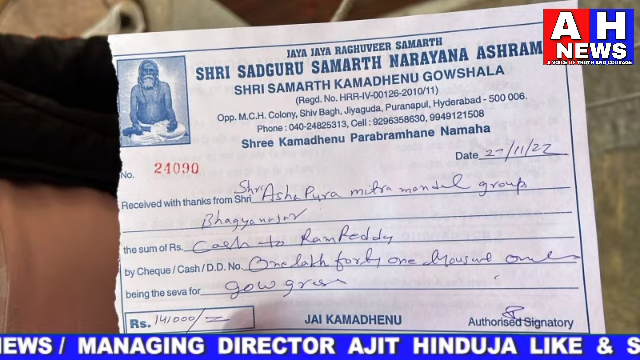 AH
NEWS
JAYA JAYA RAGHUVEER SAMARTH
SHRI SADGURU SAMARTH NARAYANA ASHRAM
SHRI SAMARTH KAMADHENU GOWSHALA
(Regd. No. HRR-IV-00126-2010/11)
Opp. M.C.H. Colony, Shiv Bagh, Jiyaguda, Puranapul, Hyderabad - 500 006.
Phone : 040-24825313, Cell : 9296358630, 9949121508
Shree Kamadhenu Parabramhane Namaha
No. 24090
Date 27/11/22
Received with thanks from Shri Shri Ashapura mitra mandal group
Bhagyanagar
the sum of Rs. Cash to Ram Reddy
by Cheque / Cash / D.D. No. One lakh forty one thousand
being the seva for gow gras
Rs. 141000/=
JAI KAMADHENU
Authorised Signatory
NEWS / MANAGING DIRECTOR AJIT HINDUJA LIKE & S